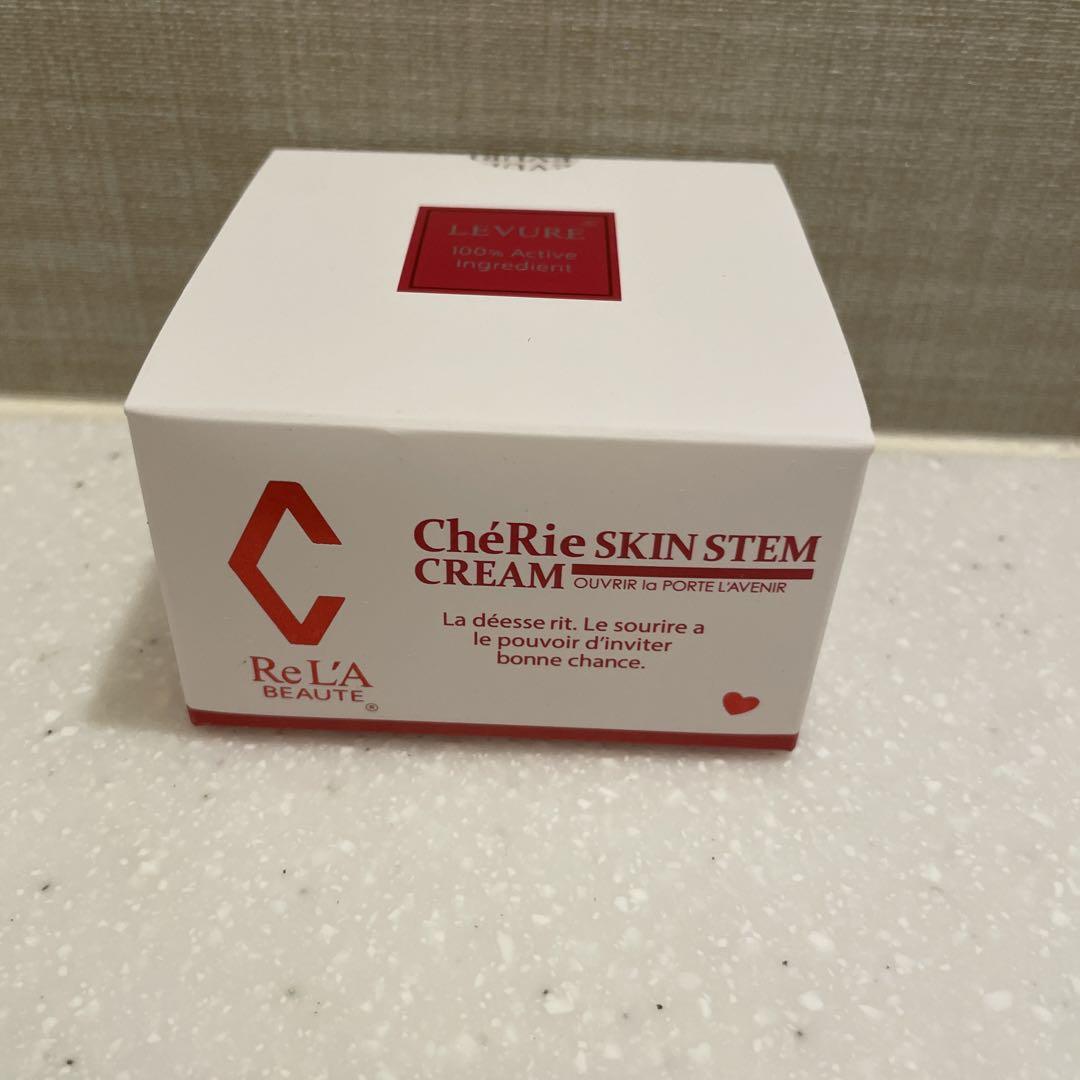 LEVURE
100% Active
Ingredient
ChéRie SKIN STEM
CREAM OUVRIR la PORTE L'AVENIR
La déesse rit. Le sourire a
le pouvoir d'inviter
bonne chance.
ReL'A
BEAUTE
®